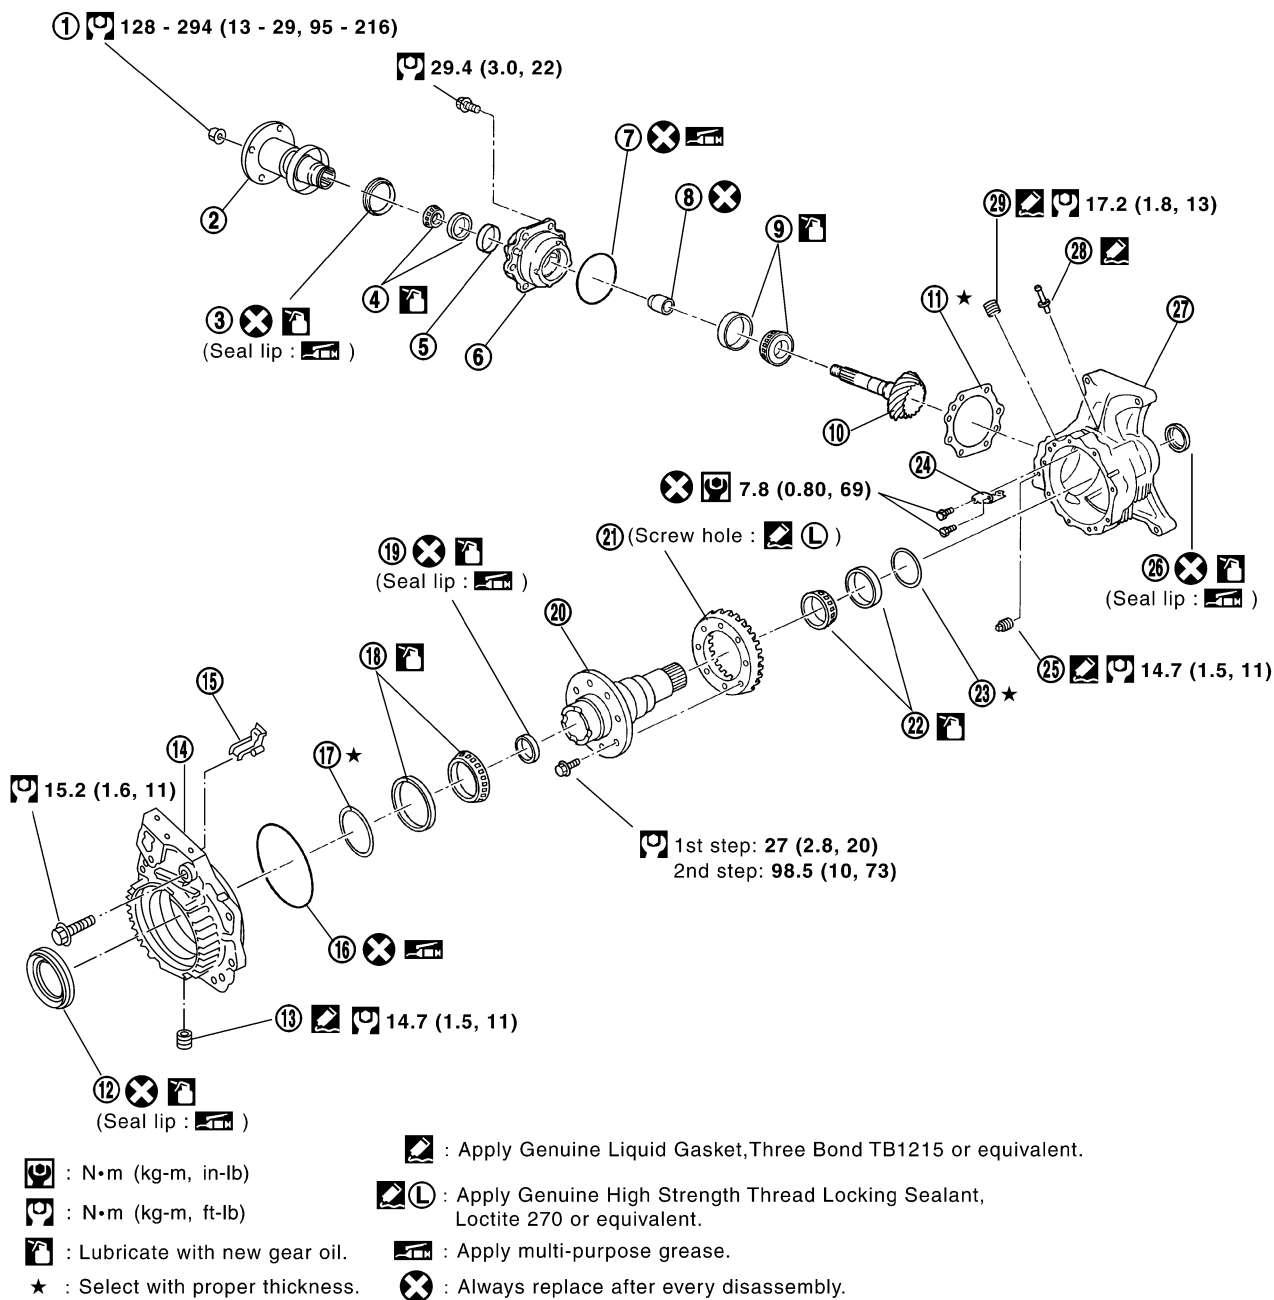 1 128 - 294 (13 - 29, 95 - 216)
29.4 (3.0, 22)
7
8
29 17.2 (1.8, 13)
2
9
28
4
11 ★
27
3
(Seal lip : )
5
6
10
24
7.8 (0.80, 69)
21 (Screw hole : L )
19
(Seal lip : )
26
(Seal lip : )
20
18
25 14.7 (1.5, 11)
15
23 ★
22
14
17 ★
15.2 (1.6, 11)
1st step: 27 (2.8, 20)
2nd step: 98.5 (10, 73)
16
13 14.7 (1.5, 11)
12
(Seal lip : )
: N•m (kg-m, in-lb)
: N•m (kg-m, ft-lb)
: Lubricate with new gear oil.
★ : Select with proper thickness.
: Apply Genuine Liquid Gasket,Three Bond TB1215 or equivalent.
L : Apply Genuine High Strength Thread Locking Sealant,
Loctite 270 or equivalent.
: Apply multi-purpose grease.
: Always replace after every disassembly.